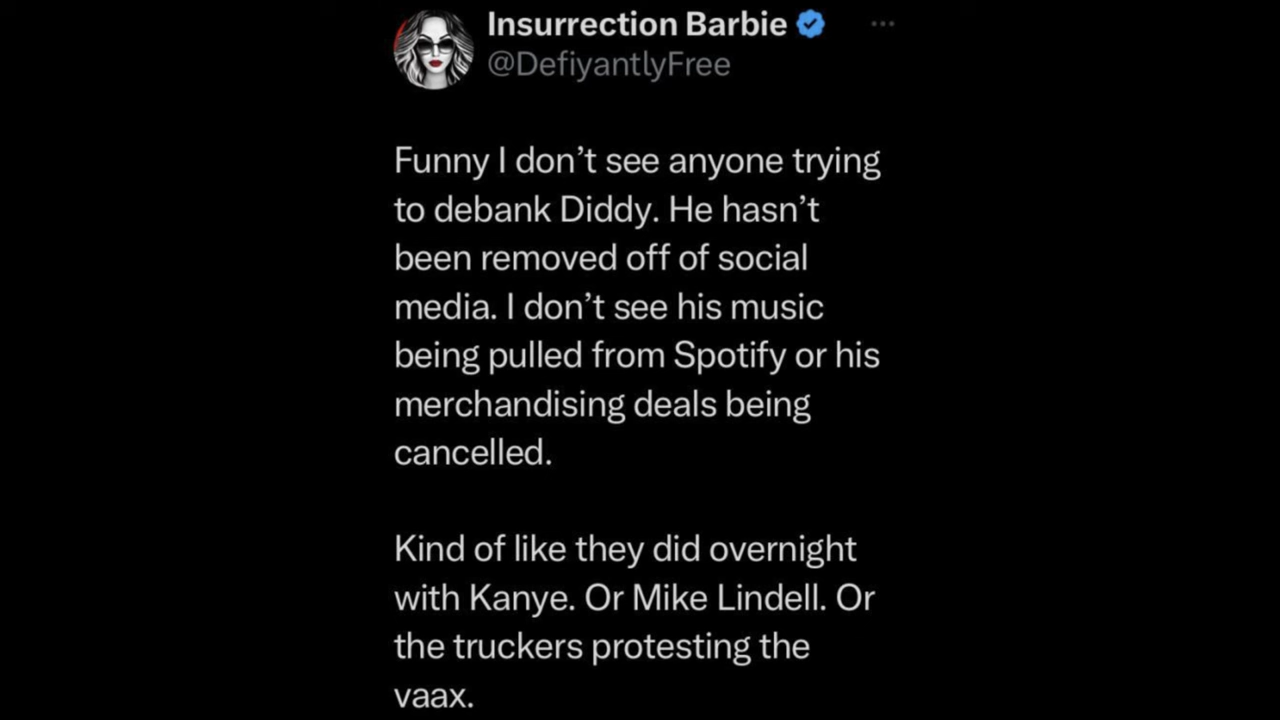 Insurrection Barbie
@DefiyantlyFree
Funny I don’t see anyone trying
to debank Diddy. He hasn’t
been removed off of social
media. I don’t see his music
being pulled from Spotify or his
merchandising deals being
cancelled.
Kind of like they did overnight
with Kanye. Or Mike Lindell. Or
the truckers protesting the
vaax.